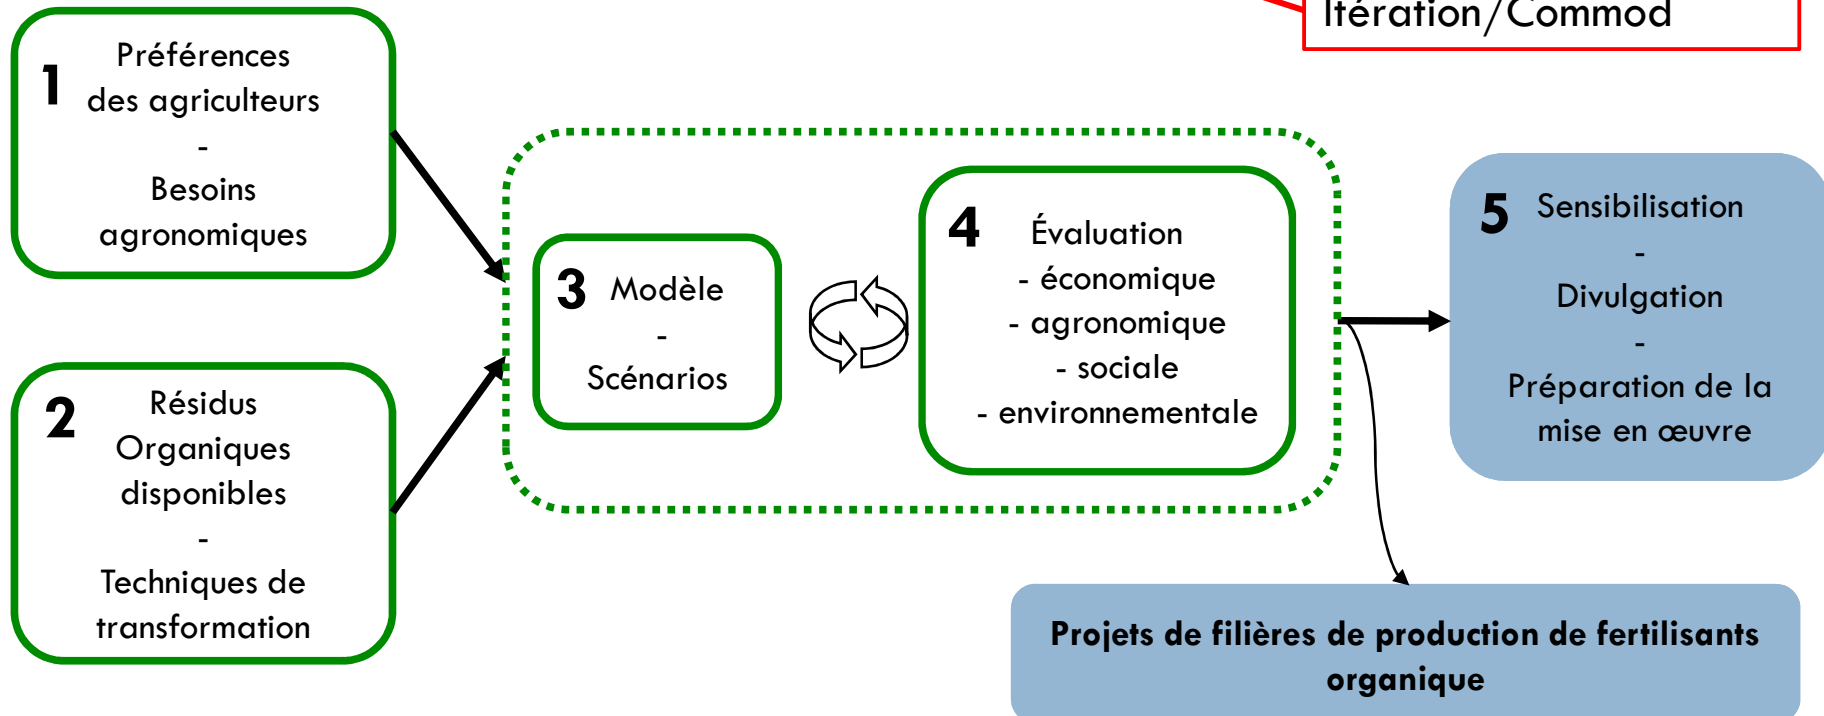 Itération/Commod
1
Préférences
des agriculteurs
-
Besoins
agronomiques
2
Résidus
Organiques
disponibles
-
Techniques de
transformation
3
Modèle
-
Scénarios
4
Évaluation
- économique
- agronomique
- sociale
- environnementale
5
Sensibilisation
-
Divulgation
-
Préparation de la
mise en œuvre
Projets de filières de production de fertilisants
organique